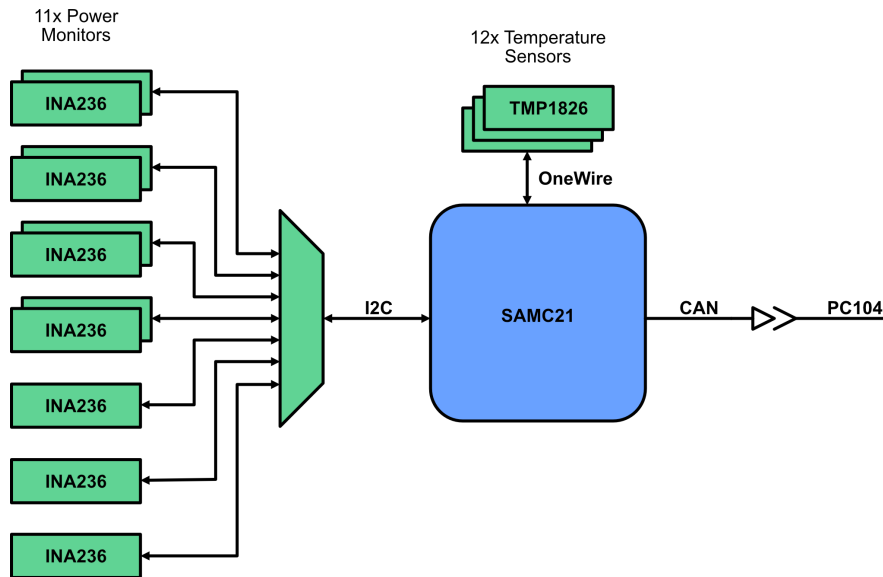 11x Power
Monitors
12x Temperature
Sensors
INA236
TMP1826
INA236
OneWire
INA236
INA236
I2C
SAMC21
CAN
PC104
INA236
INA236
INA236